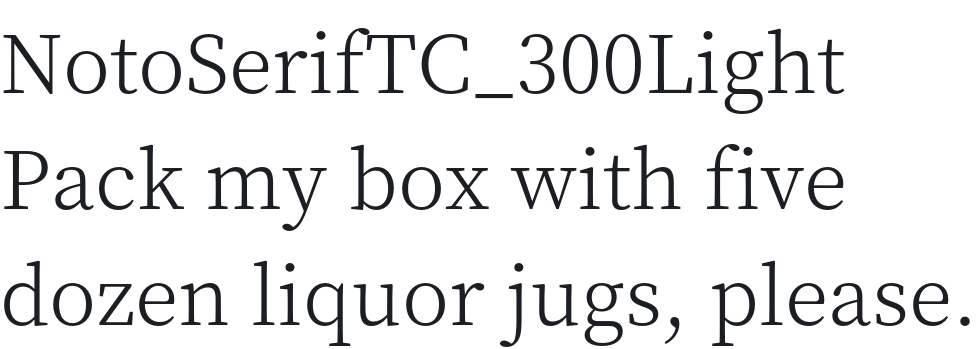 NotoSerifTC_300Light
Pack my box with five
dozen liquor jugs, please.